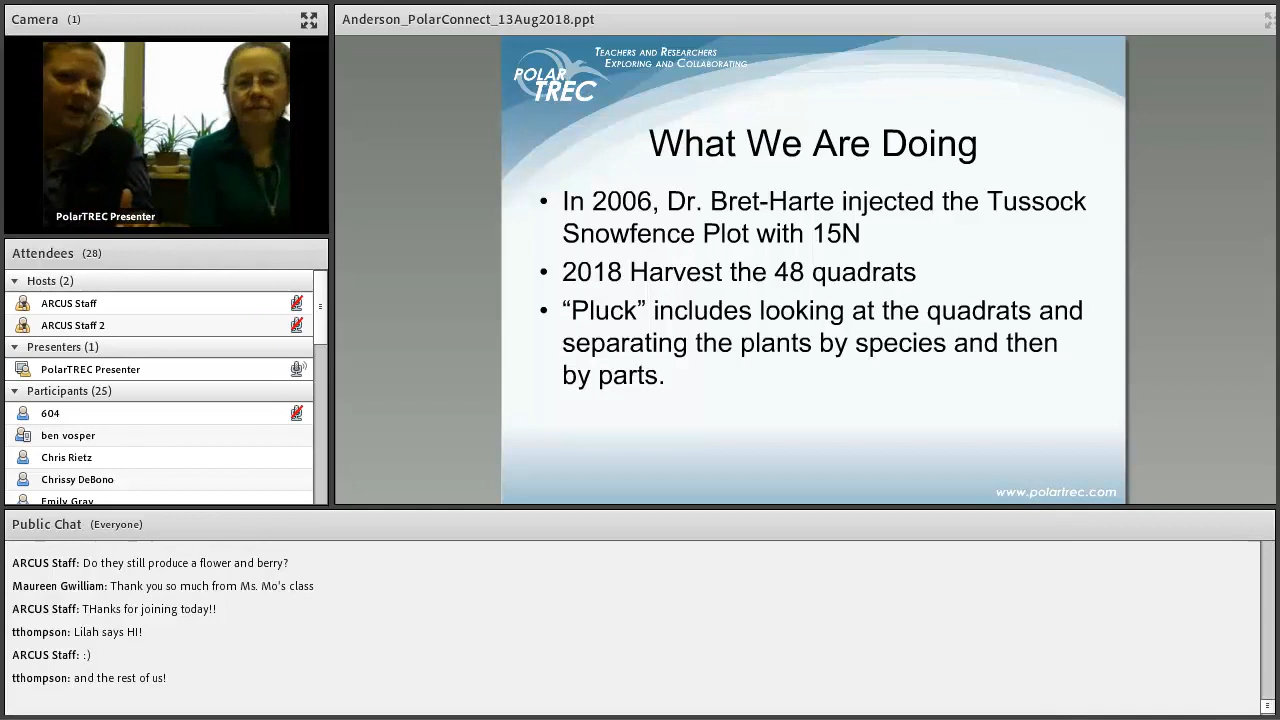 Camera (1)
PolarTREC Presenter
Attendees (28)
Hosts (2)
ARCUS Staff
ARCUS Staff 2
Presenters (1)
PolarTREC Presenter
Participants (25)
604
ben vosper
Chris Rietz
Chrissy DeBono
Emily Gray
Anderson_PolarConnect_13Aug2018.ppt
TEACHERS AND RESEARCHERS
EXPLORING AND COLLABORATING
POLAR
TREC
What We Are Doing
• In 2006, Dr. Bret-Harte injected the Tussock
Snowfence Plot with 15N
• 2018 Harvest the 48 quadrats
• “Pluck” includes looking at the quadrats and
separating the plants by species and then
by parts.
www.polartrec.com
Public Chat (Everyone)
ARCUS Staff: Do they still produce a flower and berry?
Maureen Gwilliam: Thank you so much from Ms. Mo's class
ARCUS Staff: THanks for joining today!!
tthompson: Lilah says HI!
ARCUS Staff: :)
tthompson: and the rest of us!